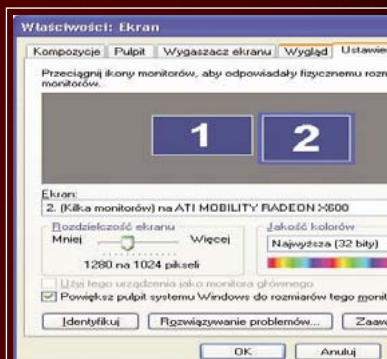 Właściwości: Ekran
Kompozycje Pulpit Wygaszacz ekranu Wygląd Ustawie
Przeciągnij ikony monitorów, aby odpowiadały fizycznemu rozm
monitorów.
1 2
Ekran:
2. (Kilka monitorów) na ATI MOBILITY RADEON X600
Rozdzielczość ekranu
Mniej Więcej
1280 na 1024 pikseli
Jakość kolorów
Najwyższa (32 bity)
Użyj tego urządzenia jako monitora głównego
Powiększ pulpit systemu Windows do rozmiarów tego monit
Identyfikuj Rozwiązywanie problemów... Zaaw
OK Anuluj